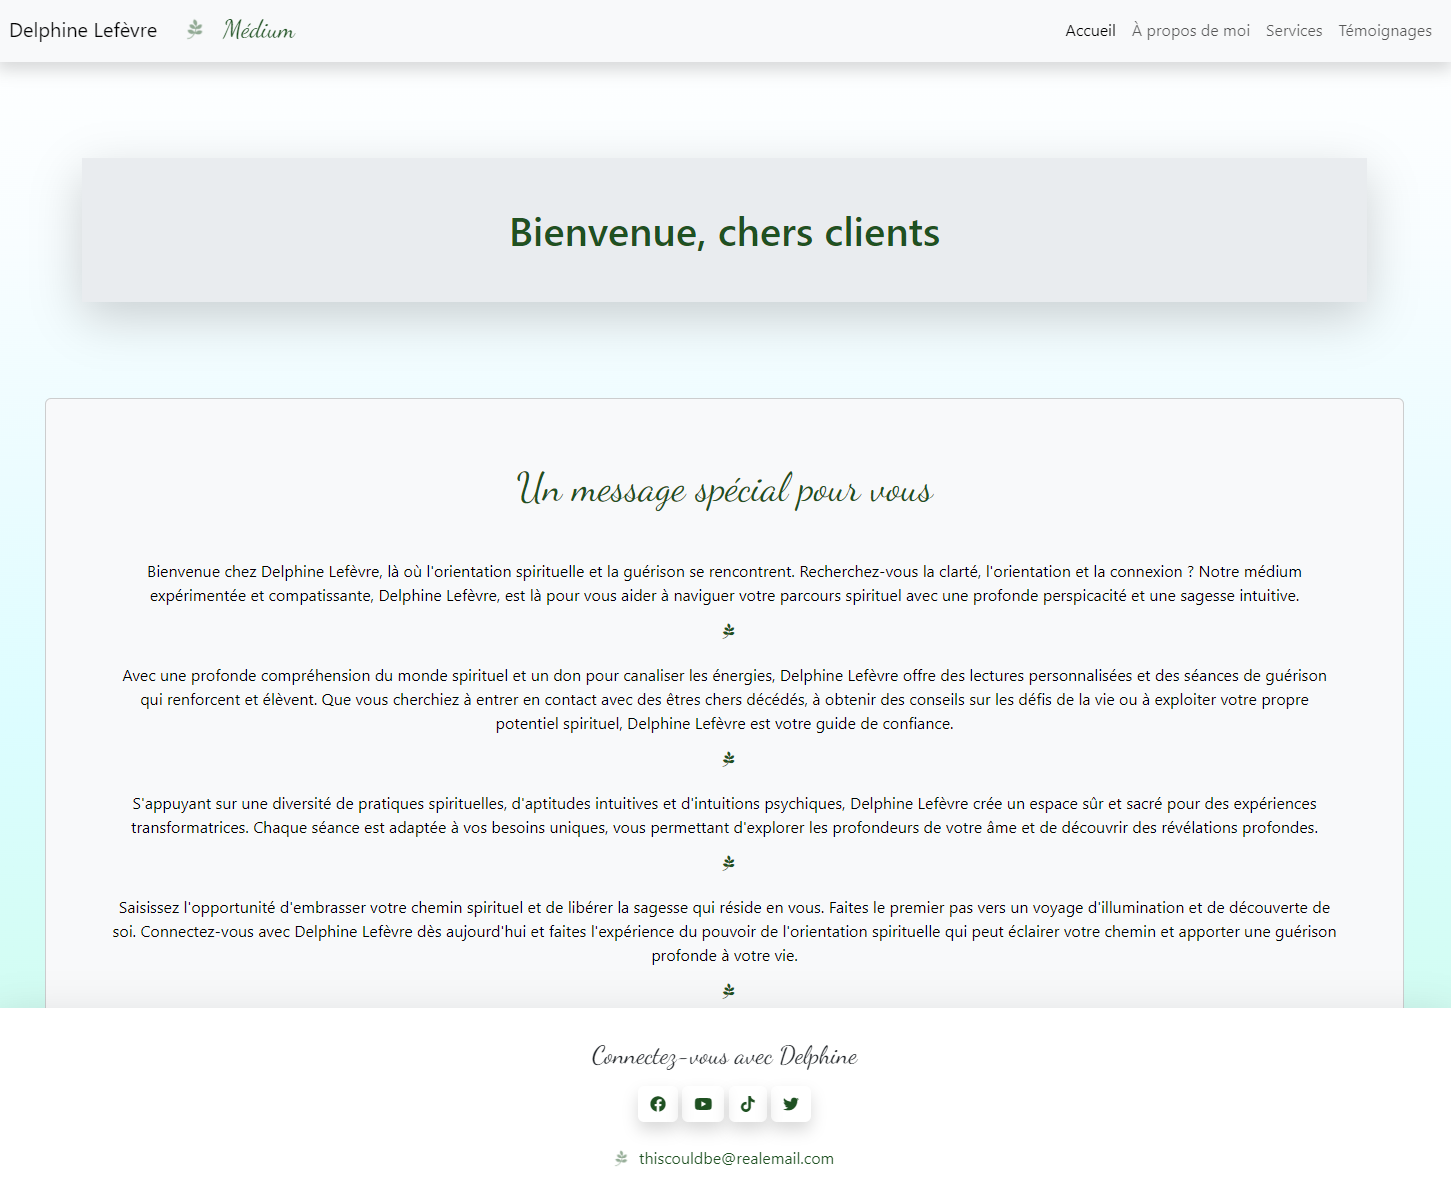 Delphine Lefèvre Médium Accueil À propos de moi Services Témoignages
Bienvenue, chers clients
Un message spécial pour vous
Bienvenue chez Delphine Lefèvre, là où l'orientation spirituelle et la guérison se rencontrent. Recherchez-vous la clarté, l'orientation et la connexion ? Notre médium
expérimentée et compatissante, Delphine Lefèvre, est là pour vous aider à naviguer votre parcours spirituel avec une profonde perspicacité et une sagesse intuitive.
Avec une profonde compréhension du monde spirituel et un don pour canaliser les énergies, Delphine Lefèvre offre des lectures personnalisées et des séances de guérison
qui renforcent et élèvent. Que vous cherchiez à entrer en contact avec des êtres chers décédés, à obtenir des conseils sur les défis de la vie ou à exploiter votre propre
potentiel spirituel, Delphine Lefèvre est votre guide de confiance.
S'appuyant sur une diversité de pratiques spirituelles, d'aptitudes intuitives et d'intuitions psychiques, Delphine Lefèvre crée un espace sûr et sacré pour des expériences
transformatrices. Chaque séance est adaptée à vos besoins uniques, vous permettant d'explorer les profondeurs de votre âme et de découvrir des révélations profondes.
Saisissez l'opportunité d'embrasser votre chemin spirituel et de libérer la sagesse qui réside en vous. Faites le premier pas vers un voyage d'illumination et de découverte de
soi. Connectez-vous avec Delphine Lefèvre dès aujourd'hui et faites l'expérience du pouvoir de l'orientation spirituelle qui peut éclairer votre chemin et apporter une guérison
profonde à votre vie.
Connectez-vous avec Delphine
thiscouldbe@realemail.com